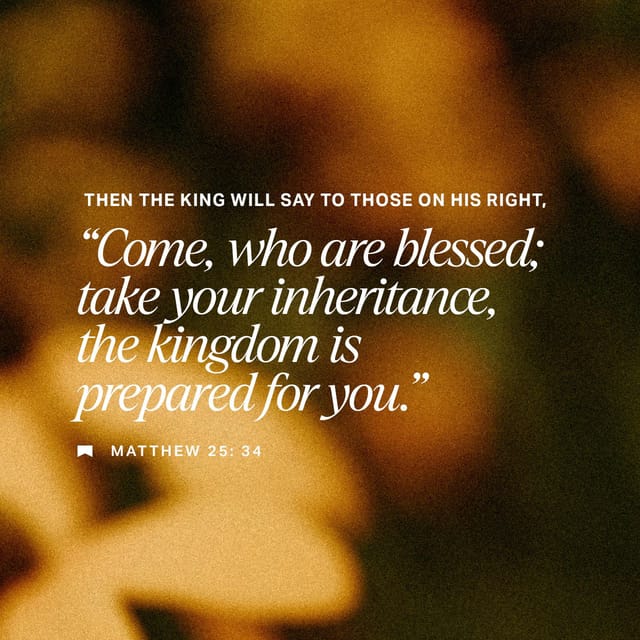 THEN THE KING WILL SAY TO THOSE ON HIS RIGHT,
“Come, who are blessed;
take your inheritance,
the kingdom is
prepared for you.”
MATTHEW 25: 34